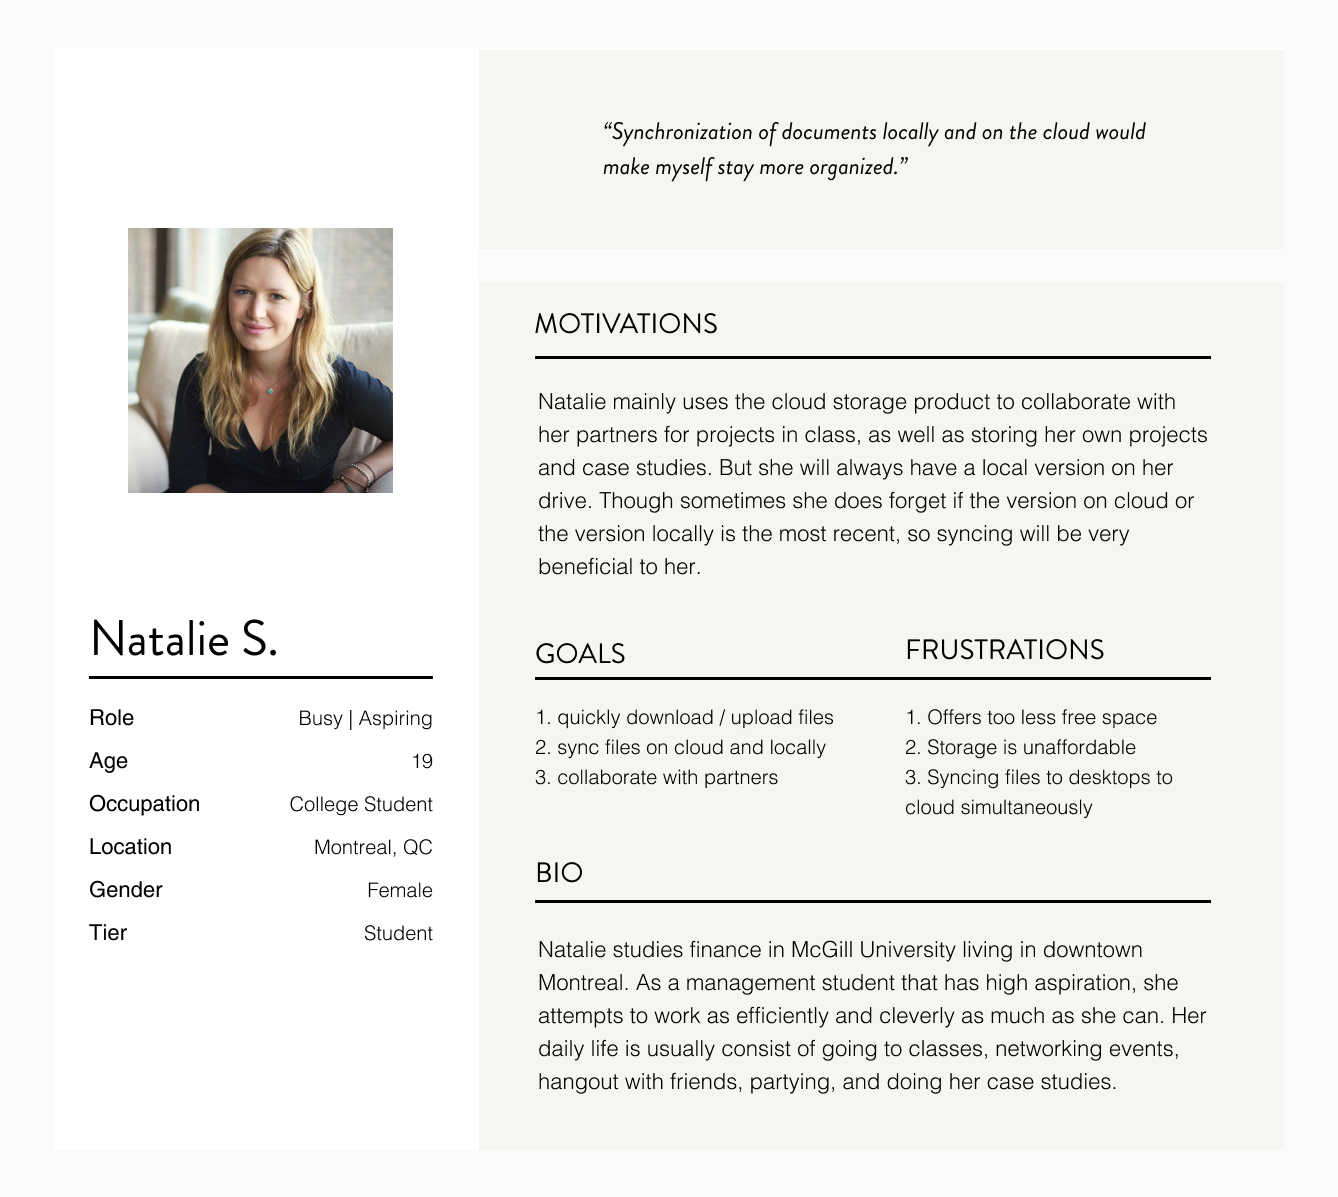 “Synchronization of documents locally and on the cloud would
make myself stay more organized.”
Natalie S.
Role Busy | Aspiring
Age 19
Occupation College Student
Location Montreal, QC
Gender Female
Tier Student
MOTIVATIONS
Natalie mainly uses the cloud storage product to collaborate with
her partners for projects in class, as well as storing her own projects
and case studies. But she will always have a local version on her
drive. Though sometimes she does forget if the version on cloud or
the version locally is the most recent, so syncing will be very
beneficial to her.
GOALS
1. quickly download / upload files
2. sync files on cloud and locally
3. collaborate with partners
FRUSTRATIONS
1. Offers too less free space
2. Storage is unaffordable
3. Syncing files to desktops to
cloud simultaneously
BIO
Natalie studies finance in McGill University living in downtown
Montreal. As a management student that has high aspiration, she
attempts to work as efficiently and cleverly as much as she can. Her
daily life is usually consist of going to classes, networking events,
hangout with friends, partying, and doing her case studies.